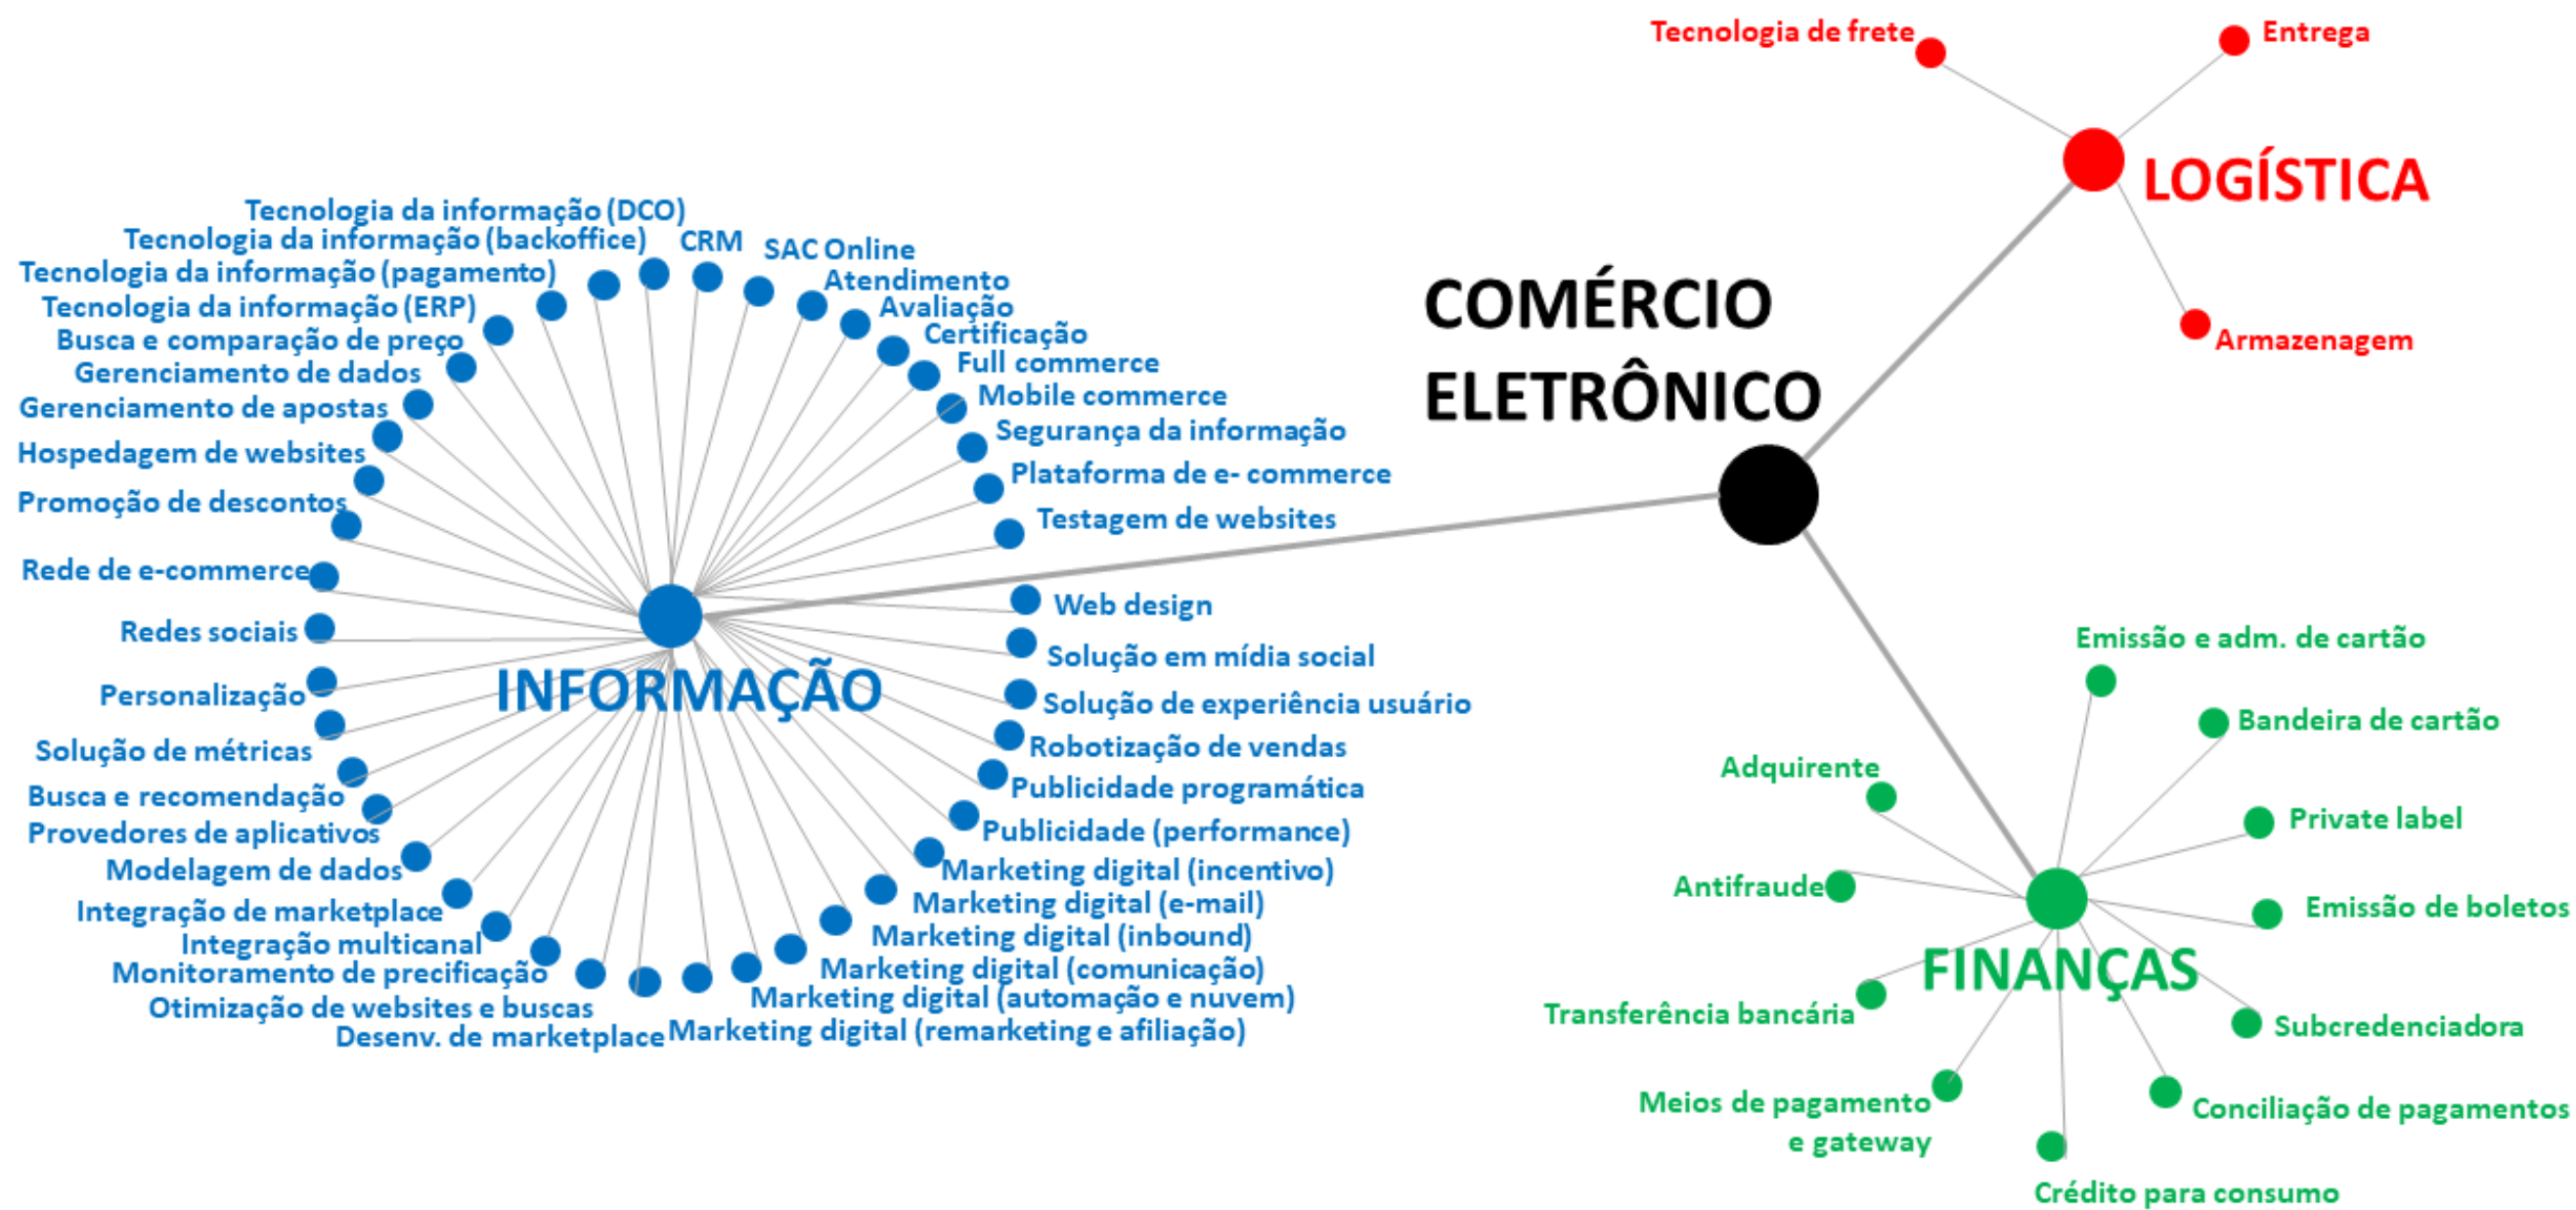 Tecnologia de frete
Entrega
LOGÍSTICA
Armazenagem
COMÉRCIO
ELETRÔNICO
Tecnologia da informação (DCO)
Tecnologia da informação (backoffice)
Tecnologia da informação (pagamento)
Tecnologia da informação (ERP)
Busca e comparação de preço
Gerenciamento de dados
Gerenciamento de apostas
Hospedagem de websites
Promoção de descontos
Rede de e-commerce
Redes sociais
Personalização
Solução de métricas
Busca e recomendação
Provedores de aplicativos
Modelagem de dados
Integração de marketplace
Integração multicanal
Monitoramento de precificação
Otimização de websites e buscas
Desenv. de marketplace
CRM
SAC Online
Atendimento
Avaliação
Certificação
Full commerce
Mobile commerce
Segurança da informação
Plataforma de e- commerce
Testagem de websites
Web design
Solução em mídia social
Solução de experiência usuário
Robotização de vendas
Publicidade programática
Publicidade (performance)
Marketing digital (incentivo)
Marketing digital (e-mail)
Marketing digital (inbound)
Marketing digital (comunicação)
Marketing digital (automação e nuvem)
Marketing digital (remarketing e afiliação)
INFORMAÇÃO
Emissão e adm. de cartão
Bandeira de cartão
Private label
Emissão de boletos
Subcredenciadora
Conciliação de pagamentos
Crédito para consumo
Meios de pagamento
e gateway
Transferência bancária
Antifraude
Adquirente
FINANÇAS